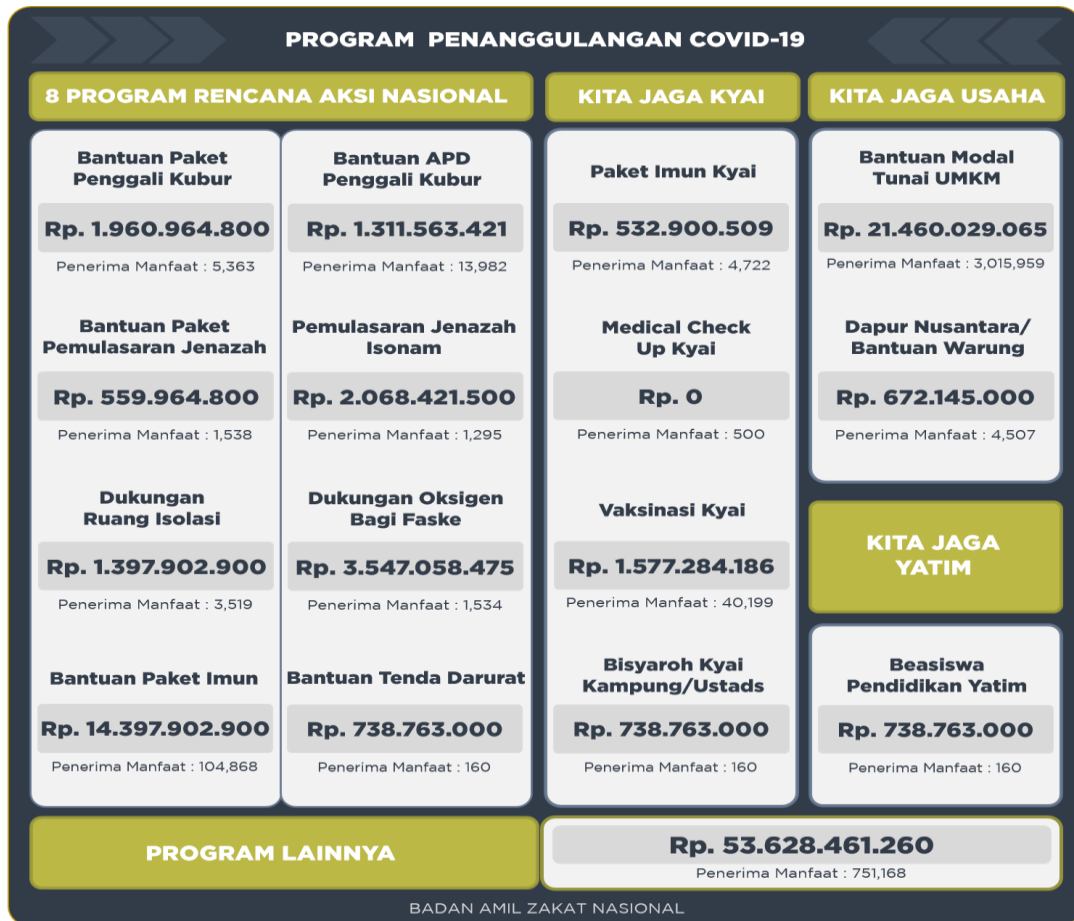 PROGRAM PENANGGULANGAN COVID-19
8 PROGRAM RENCANA AKSI NASIONAL
Bantuan Paket
Penggali Kubur
Rp. 1.960.964.800
Penerima Manfaat : 5,363
Bantuan APD
Penggali Kubur
Rp. 1.311.563.421
Penerima Manfaat : 13,982
Bantuan Paket
Pemulasaran Jenazah
Rp. 559.964.800
Penerima Manfaat : 1,538
Pemulasaran Jenazah
Isonam
Rp. 2.068.421.500
Penerima Manfaat : 1,295
Dukungan
Ruang Isolasi
Rp. 1.397.902.900
Penerima Manfaat : 3,519
Dukungan Oksigen
Bagi Faske
Rp. 3.547.058.475
Penerima Manfaat : 1,534
Bantuan Paket Imun
Rp. 14.397.902.900
Penerima Manfaat : 104,868
Bantuan Tenda Darurat
Rp. 738.763.000
Penerima Manfaat : 160
KITA JAGA KYAI
Paket Imun Kyai
Rp. 532.900.509
Penerima Manfaat : 4,722
Medical Check
Up Kyai
Rp. 0
Penerima Manfaat : 500
Vaksinasi Kyai
Rp. 1.577.284.186
Penerima Manfaat : 40,199
Bisyaroh Kyai
Kampung/Ustads
Rp. 738.763.000
Penerima Manfaat : 160
KITA JAGA USAHA
Bantuan Modal
Tunai UMKM
Rp. 21.460.029.065
Penerima Manfaat : 3,015,959
Dapur Nusantara/
Bantuan Warung
Rp. 672.145.000
Penerima Manfaat : 4,507
KITA JAGA
YATIM
Beasiswa
Pendidikan Yatim
Rp. 738.763.000
Penerima Manfaat : 160
PROGRAM LAINNYA
Rp. 53.628.461.260
Penerima Manfaat : 751,168
BADAN AMIL ZAKAT NASIONAL